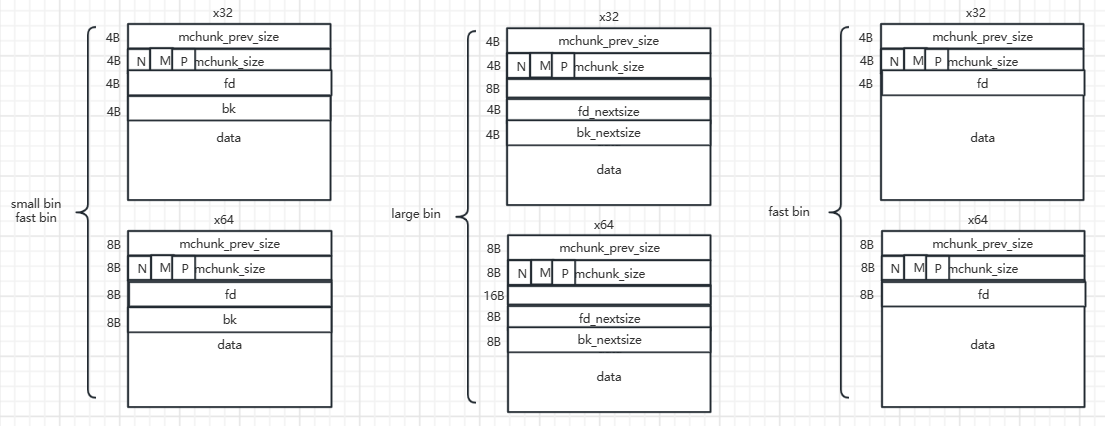 x32
4B
mchunk_prev_size
4B
N
M
P
mchunk_size
4B
fd
4B
bk
data
small bin
fast bin
x64
8B
mchunk_prev_size
8B
N
M
P
mchunk_size
8B
fd
8B
bk
data
x32
4B
mchunk_prev_size
4B
N
M
P
mchunk_size
8B
4B
fd_nextsize
4B
bk_nextsize
data
large bin
x64
8B
mchunk_prev_size
8B
N
M
P
mchunk_size
16B
8B
fd_nextsize
8B
bk_nextsize
data
x32
4B
mchunk_prev_size
4B
N
M
P
mchunk_size
4B
fd
data
fast bin
x64
8B
mchunk_prev_size
8B
N
M
P
mchunk_size
8B
fd
data